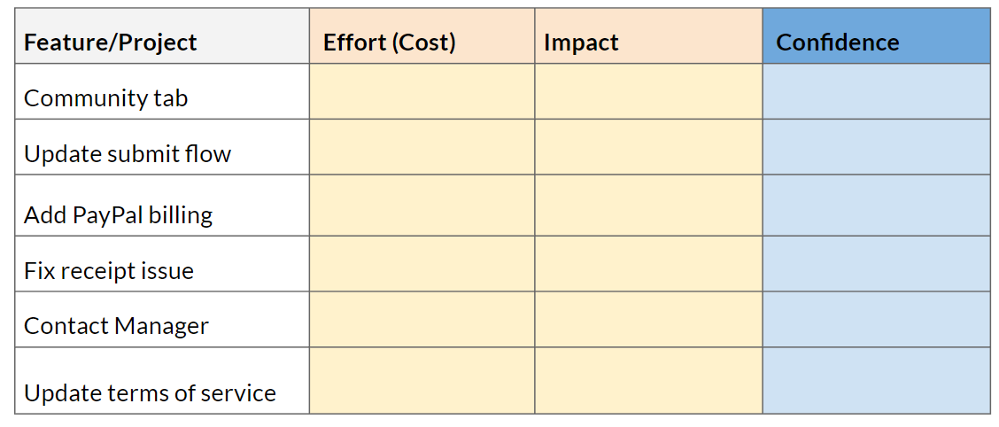 Feature/Project Effort (Cost) Impact Confidence
Community tab
Update submit flow
Add PayPal billing
Fix receipt issue
Contact Manager
Update terms of service